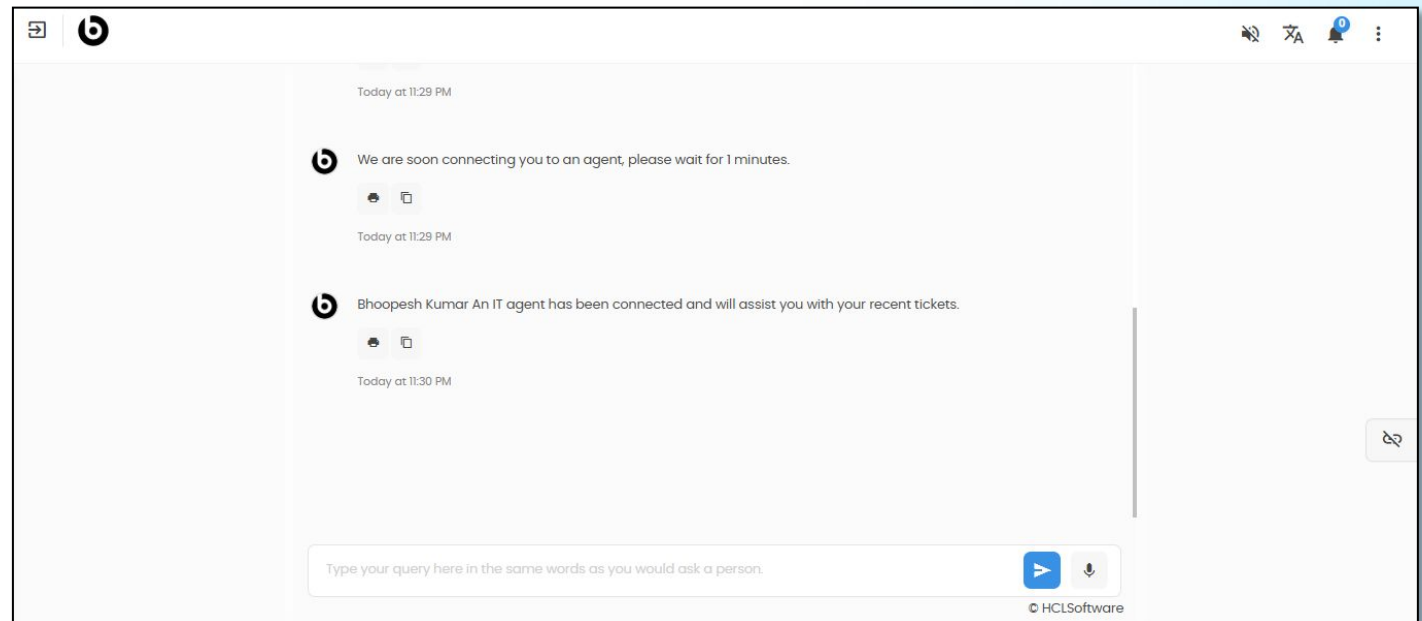 0
Today at 11:29 PM
We are soon connecting you to an agent, please wait for 1 minutes.
Today at 11:29 PM
Bhoopesh Kumar An IT agent has been connected and will assist you with your recent tickets.
Today at 11:30 PM
Type your query here in the same words as you would ask a person.
© HCLSoftware